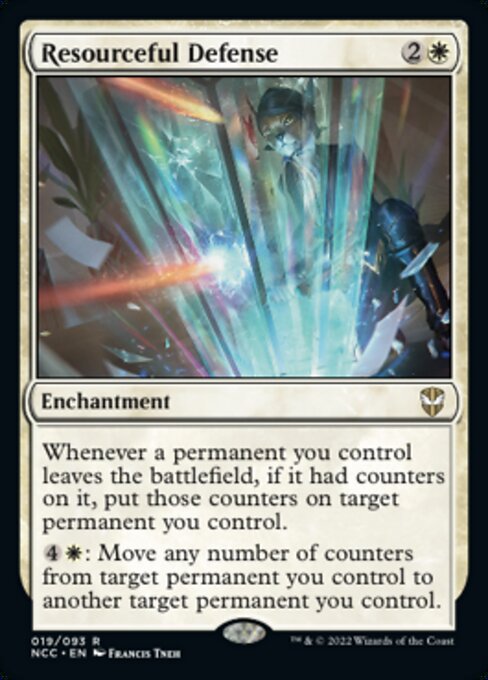 Resourceful Defense 2
Enchantment
Whenever a permanent you control
leaves the battlefield, if it had counters
on it, put those counters on target
permanent you control.
4 : Move any number of counters
from target permanent you control to
another target permanent you control.
019/093 R
NCC • EN Francis Tneh
™ & © 2022 Wizards of the Coast